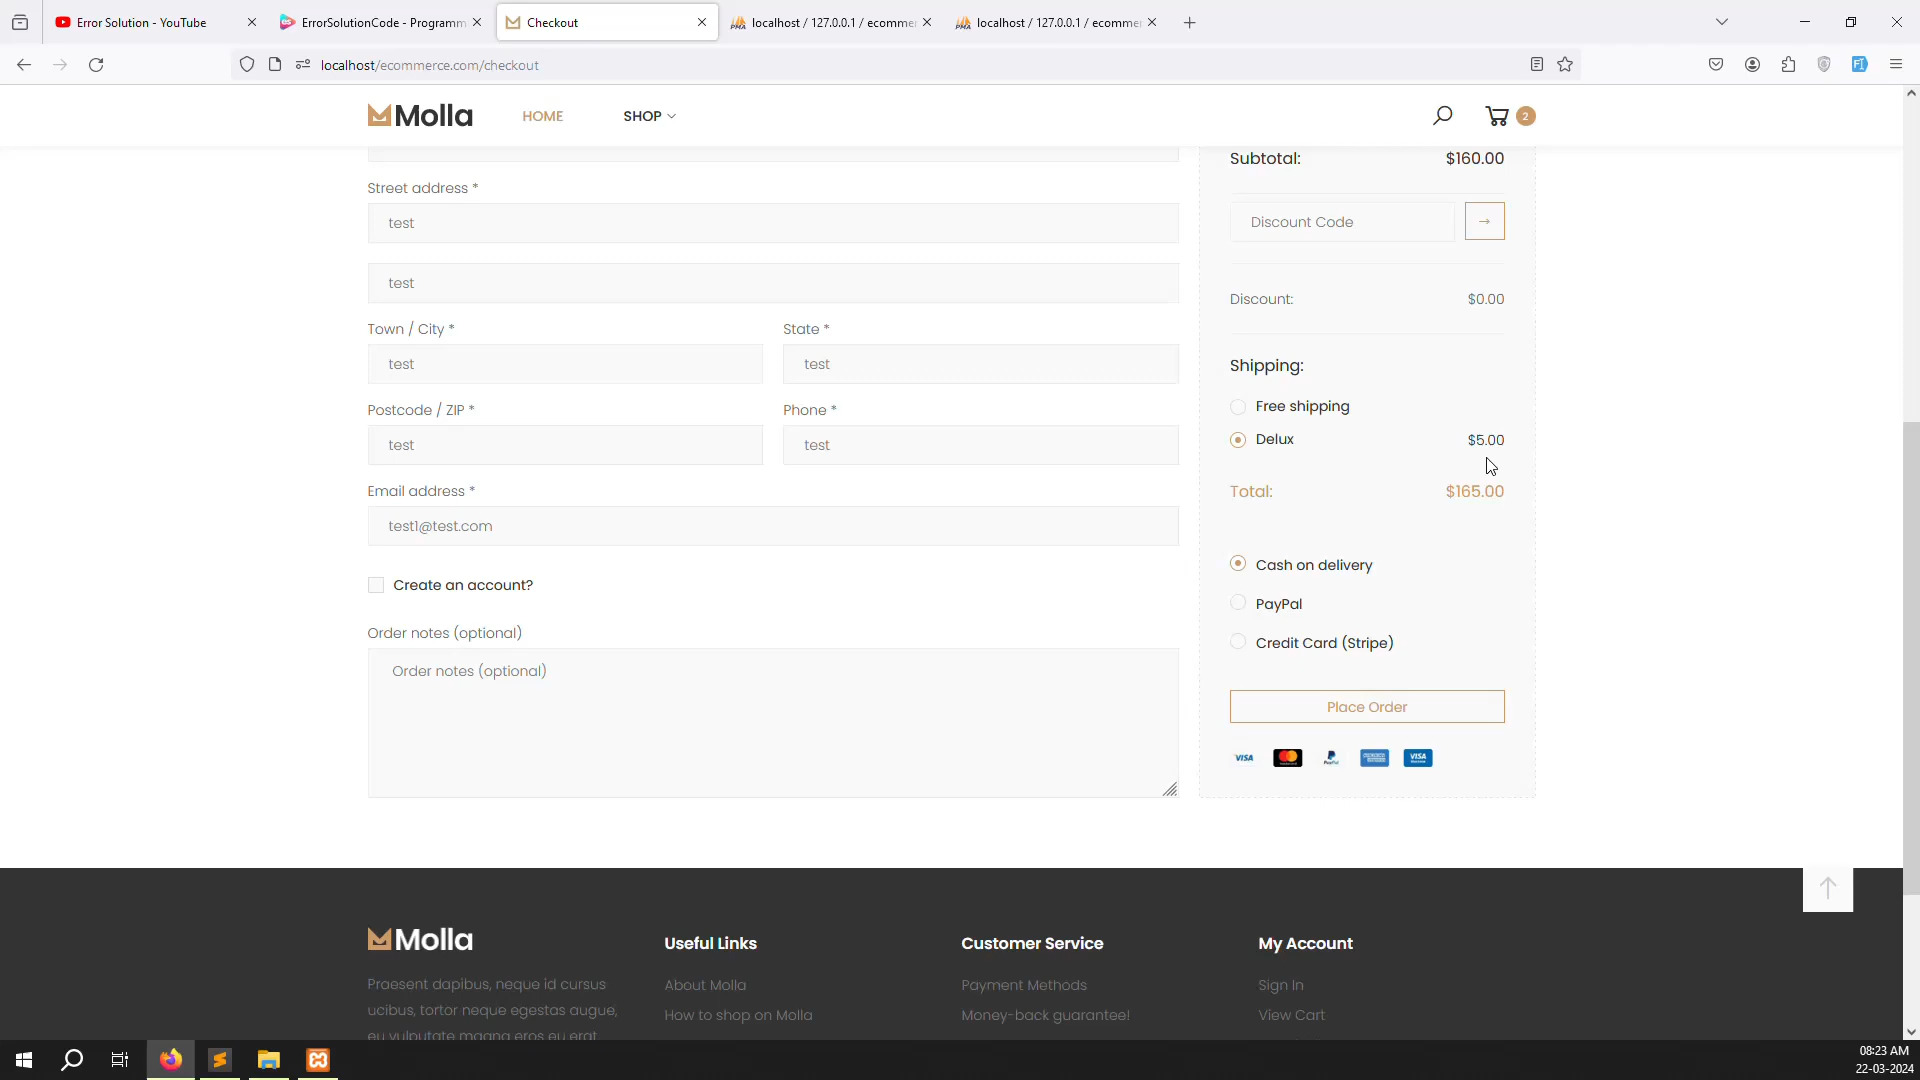 Error Solution - YouTube
ErrorSolutionCode - Programm
Checkout
localhost / 127.0.0.1 / ecomme
localhost / 127.0.0.1 / ecomme
localhost/ecommerce.com/checkout
Molla
HOME
SHOP
2
Subtotal:
$160.00
Street address *
test
Discount Code
→
test
Discount:
$0.00
Town / City *
State *
test
test
Shipping:
Free shipping
Postcode / ZIP *
Phone *
test
test
Delux
$5.00
Email address *
test1@test.com
Total:
$165.00
Create an account?
Cash on delivery
PayPal
Credit Card (Stripe)
Order notes (optional)
Order notes (optional)
Place Order
VISA
VISA
Molla
Useful Links
Customer Service
My Account
Praesent dapibus, neque id cursus
ucibus, tortor neque egestas augue,
eu vulputate magna eros eu erat
About Molla
How to shop on Molla
Payment Methods
Money-back guarantee!
Sign In
View Cart
08:23 AM
22-03-2024